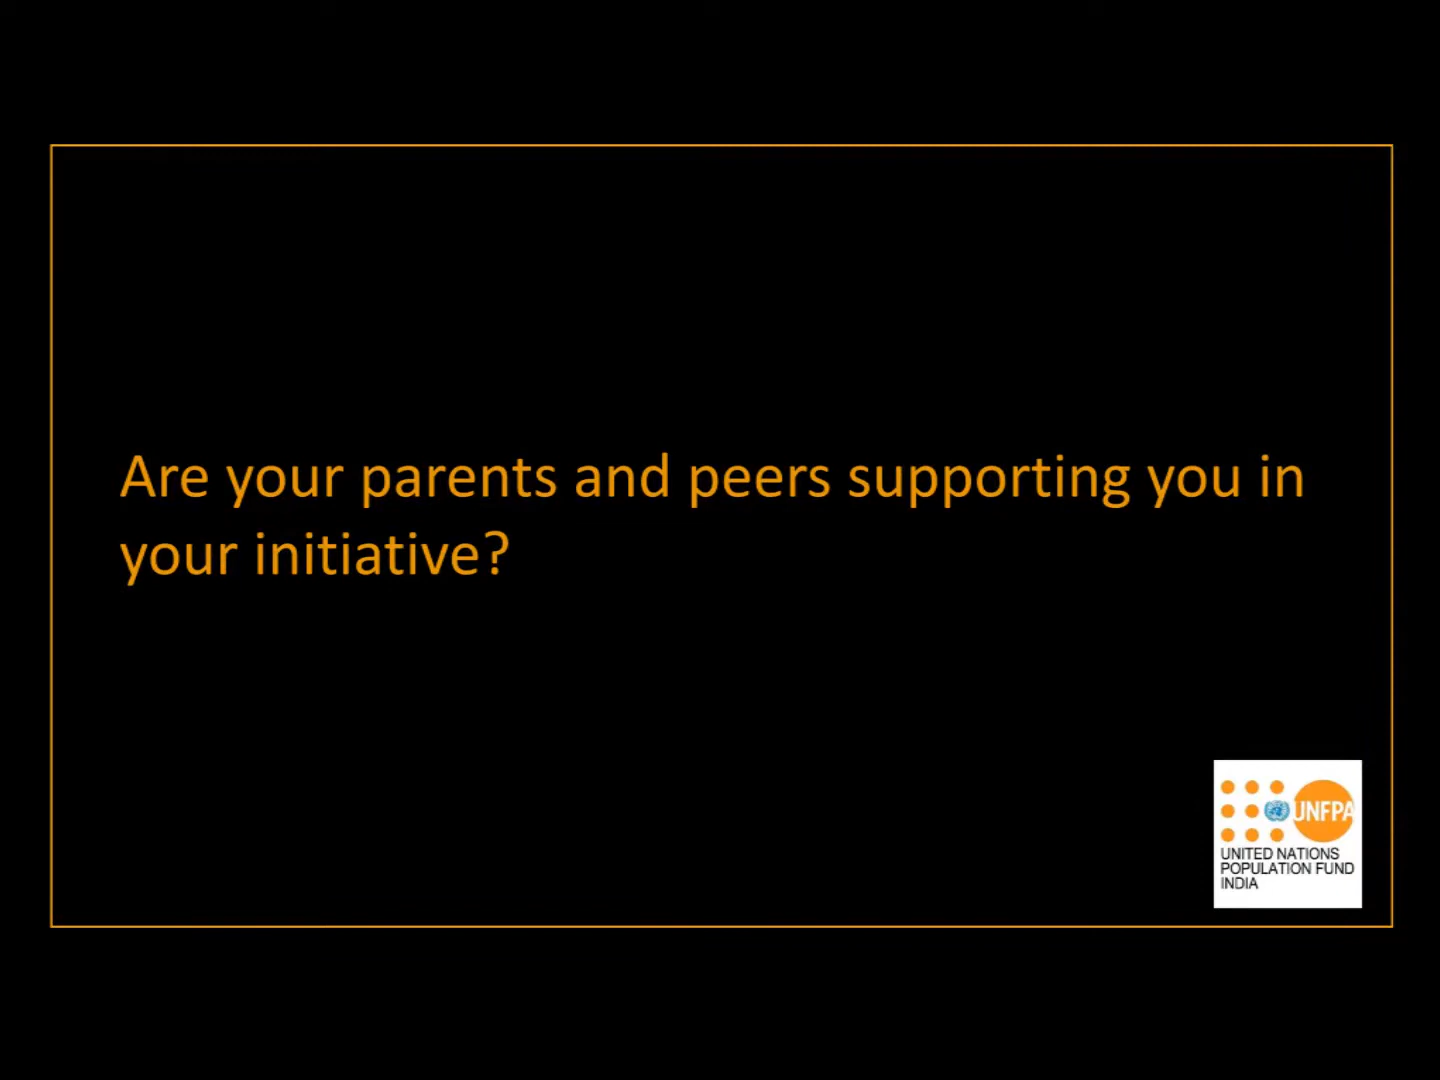 Are your parents and peers supporting you in
your initiative?
UNFPA
UNITED NATIONS
POPULATION FUND
INDIA